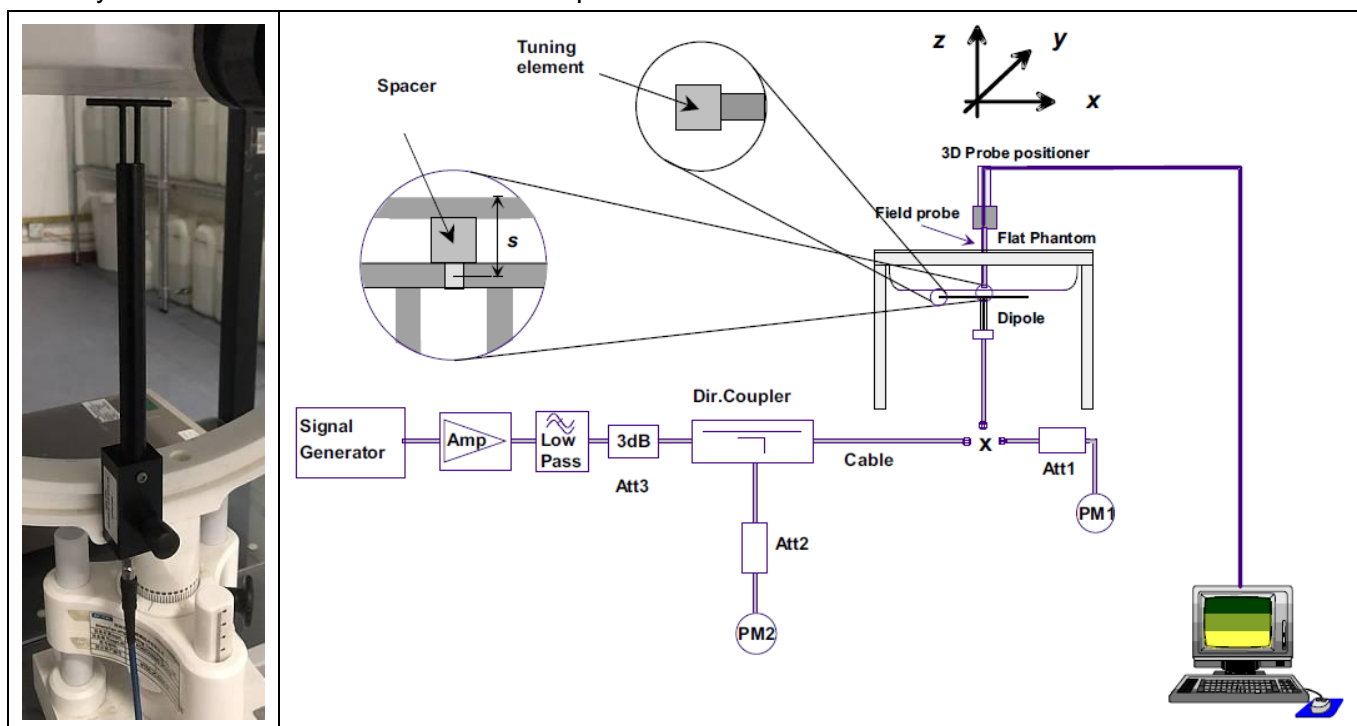 Tuning
element
Spacer
s
z
y
x
3D Probe positioner
Field probe
Flat Phantom
Dipole
Signal
Generator
Amp
Low
Pass
3dB
Att3
Dir.Coupler
Cable
x
Att1
PM1
Att2
PM2